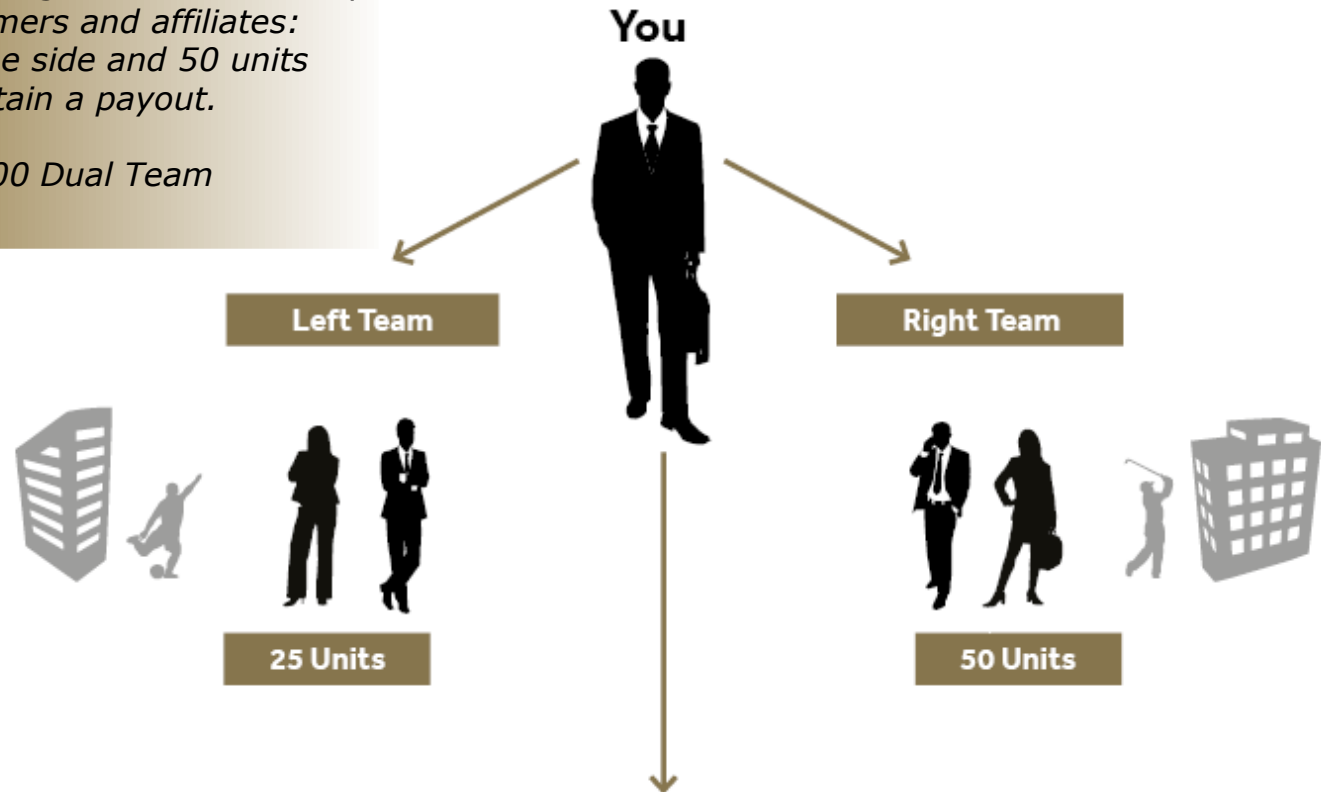 mers and affiliates:
e side and 50 units
tain a payout.
00 Dual Team
You
Left Team
Right Team
25 Units
50 Units